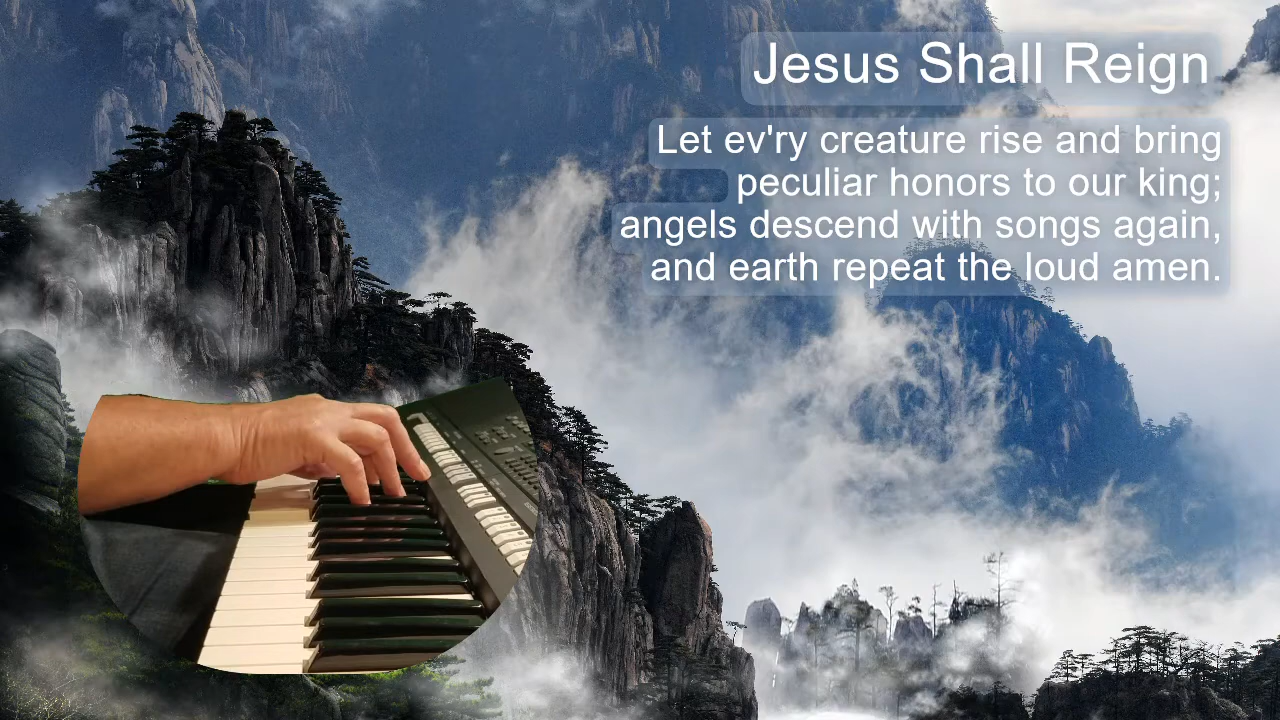 Jesus Shall Reign
Let ev'ry creature rise and bring
peculiar honors to our king;
angels descend with songs again,
and earth repeat the loud amen.